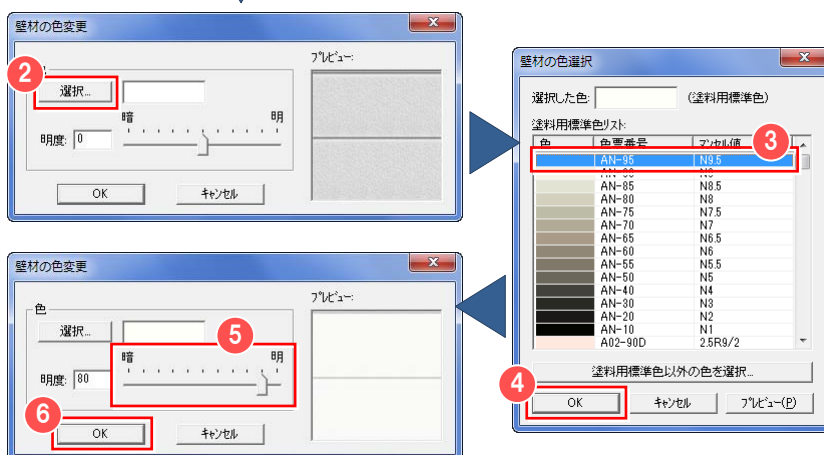 壁材の色変更
x
2
プレビュー:
選択...
暗 明
明度: 0
OK キャンセル
壁材の色選択
x
選択した色: (塗料用標準色)
塗料用標準色リスト:
3
色 色票番号 マンセル値
AN-95 N9.5
AN-90 N9
AN-85 N8.5
AN-80 N8
AN-75 N7.5
AN-70 N7
AN-65 N6.5
AN-60 N6
AN-55 N5.5
AN-50 N5
AN-40 N4
AN-30 N3
AN-20 N2
AN-10 N1
A02-90D 2.5R9/2
塗料用標準色以外の色を選択...
4
OK キャンセル プレビュー(P)
壁材の色変更
x
色
プレビュー:
選択...
5
暗 明
明度: 80
6
OK キャンセル